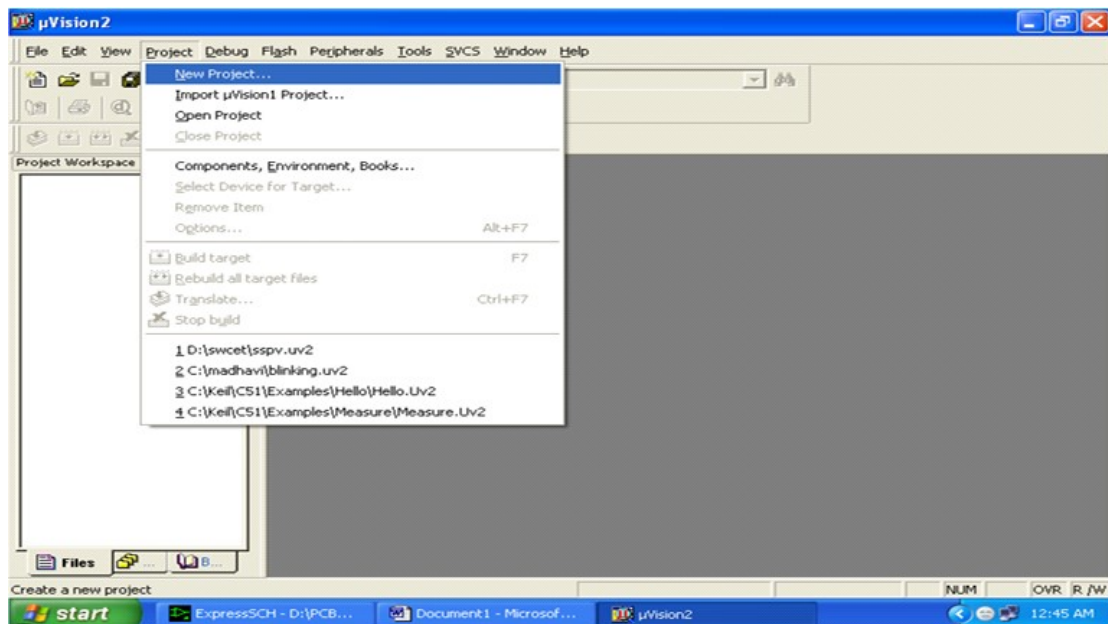 µVision2
File Edit View Project Debug Flash Peripherals Tools SVCS Window Help
New Project...
Import µVision1 Project...
Open Project
Close Project
Project Workspace
Components, Environment, Books...
Select Device for Target...
Remove Item
Options... Alt+F7
Build target F7
Rebuild all target files
Translate... Ctrl+F7
Stop build
1 D:\swcet\sspv.uv2
2 C:\madhavi\blinking.uv2
3 C:\Keil\C51\Examples\Hello\Hello.Uv2
4 C:\Keil\C51\Examples\Measure\Measure.Uv2
Files ... B...
Create a new project NUM OVR R/W
start ExpressSCH - D:\PCB... Document1 - Microsof... µVision2 12:45 AM